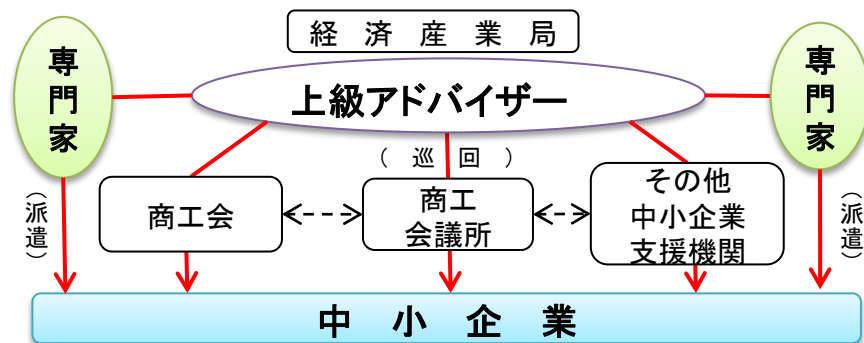 経 済 産 業 局
専門家
上級アドバイザー
専門家
( 巡 回 )
(派遣)
商工会
商工
会議所
その他
中小企業
支援機関
(派遣)
中 小 企 業